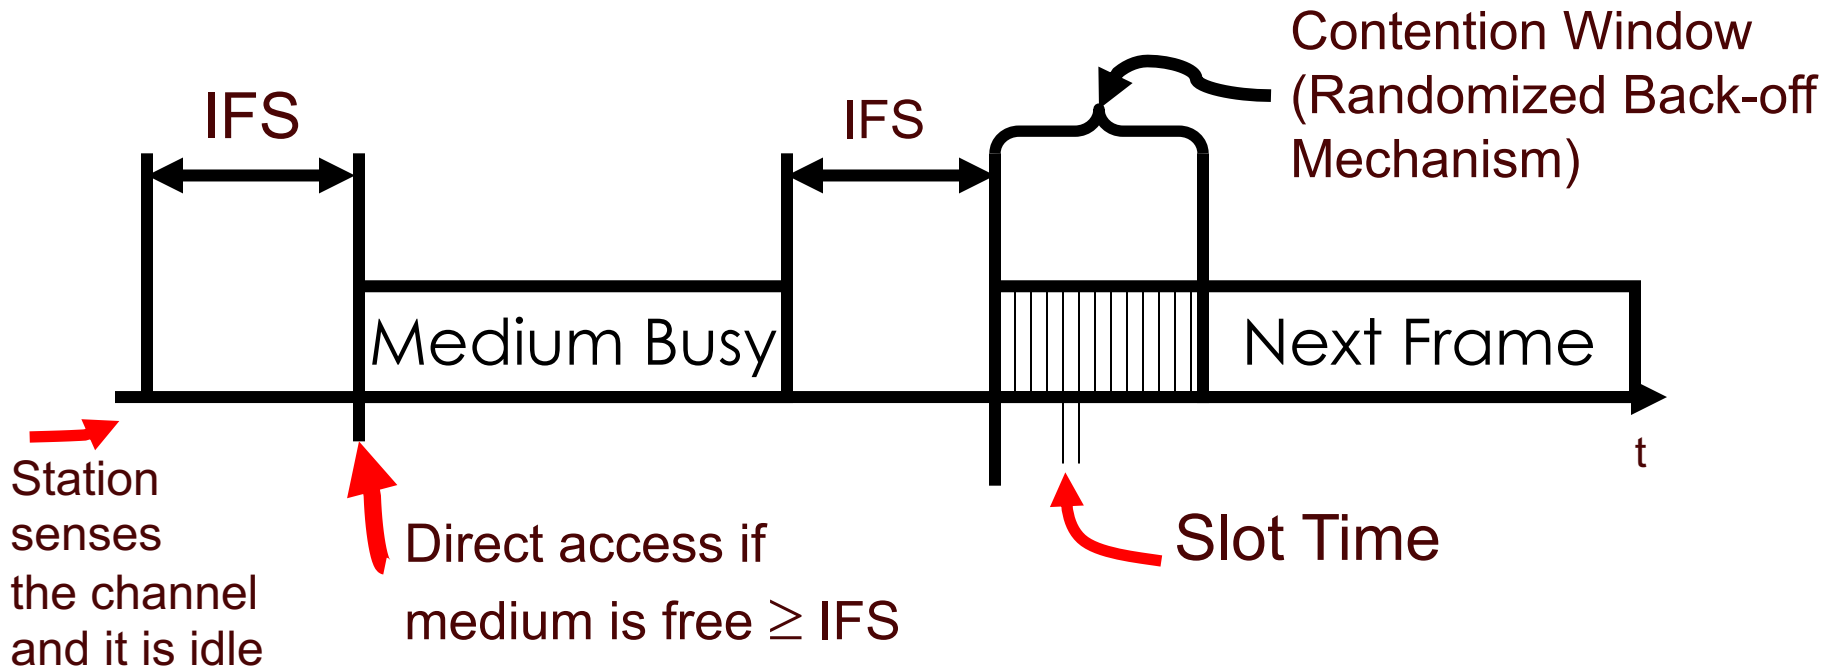 Contention Window
(Randomized Back-off
Mechanism)
IFS
IFS
Medium Busy
Next Frame
t
Station
senses
the channel
and it is idle
Direct access if
medium is free ≥ IFS
Slot Time